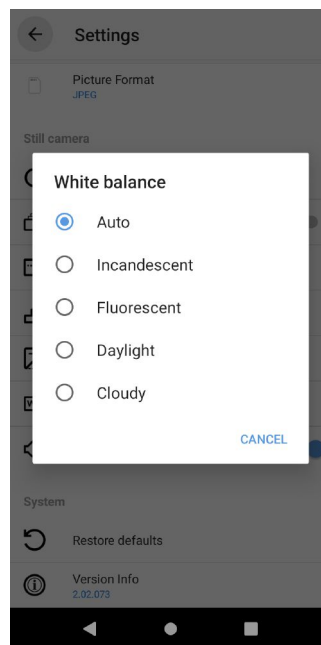 Settings
Picture Format
JPEG
Still camera
White balance
Auto
Incandescent
Fluorescent
Daylight
Cloudy
CANCEL
System
Restore defaults
Version Info
2.02.073